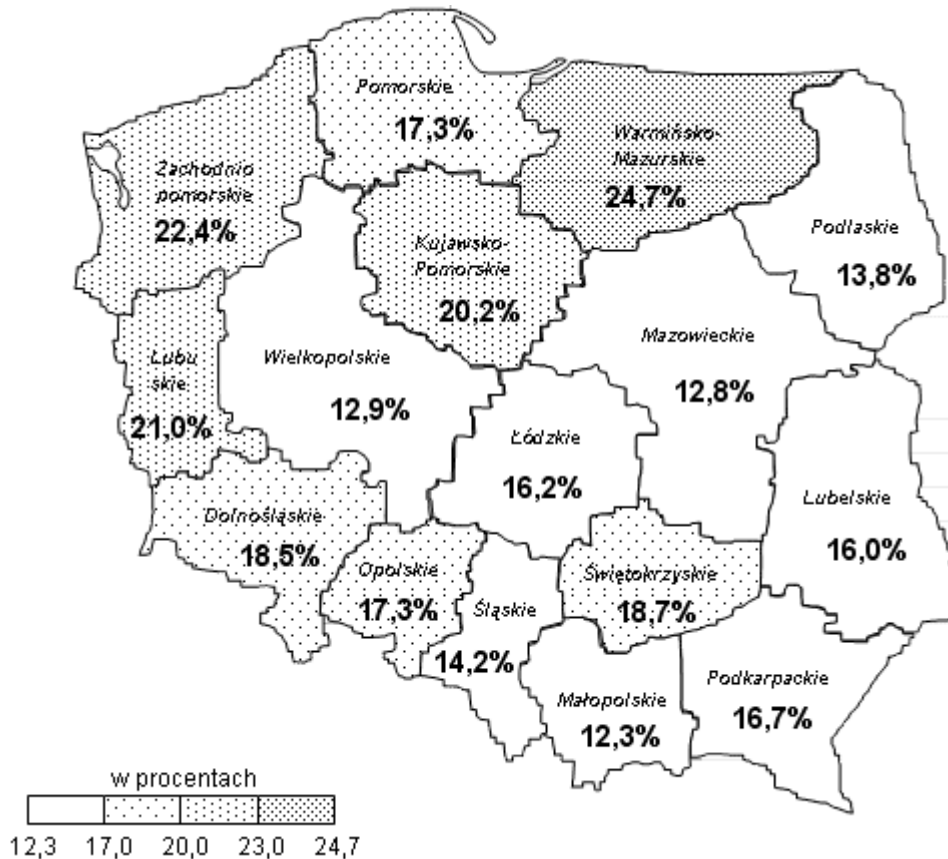 Pomorskie
17,3%
Warmińsko-
Mazurskie
24,7%
Zachodnio
pomorskie
22,4%
Kujawsko-
Pomorskie
20,2%
Podlaskie
13,8%
Mazowieckie
12,8%
Lubu
skie
21,0%
Wielkopolskie
12,9%
Łódzkie
16,2%
Lubelskie
16,0%
Dolnośląskie
18,5%
Opolskie
17,3%
Śląskie
14,2%
Świętokrzyskie
18,7%
Małopolskie
12,3%
Podkarpackie
16,7%
w procentach
12,3 17,0 20,0 23,0 24,7